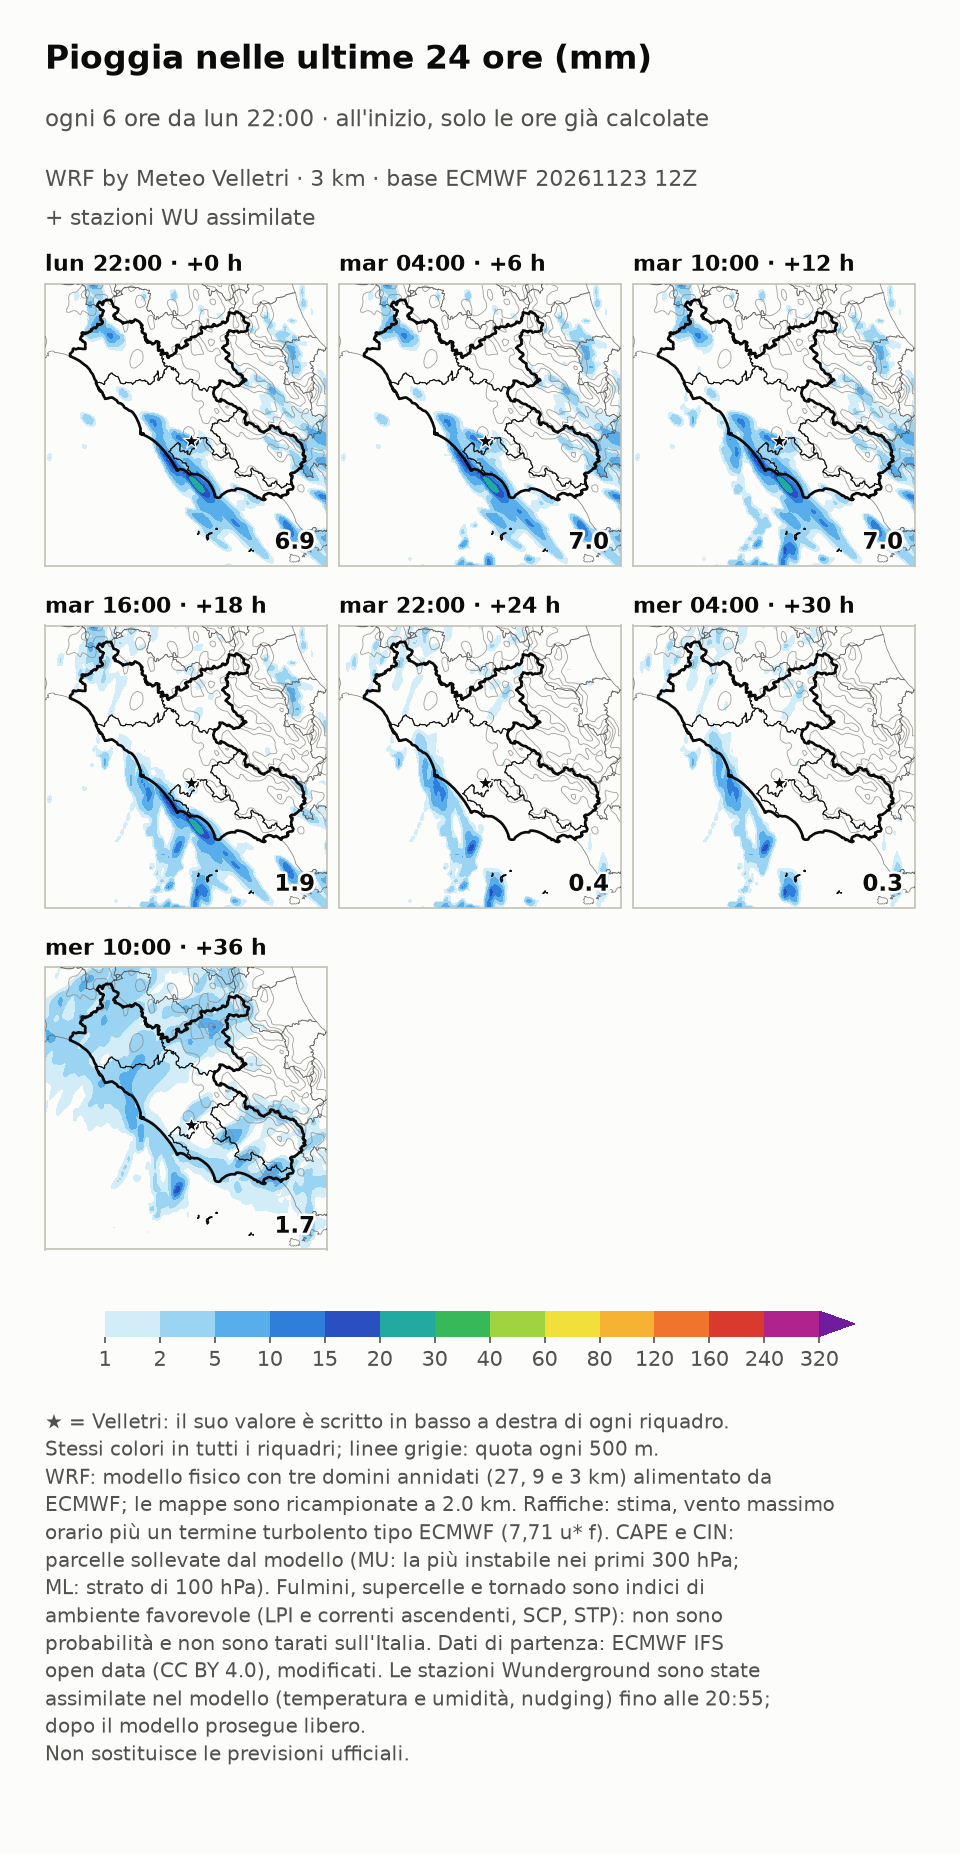 Pioggia nelle ultime 24 ore (mm)
ogni 6 ore da lun 22:00 · all'inizio, solo le ore già calcolate
WRF by Meteo Velletri · 3 km · base ECMWF 20261123 12Z
+ stazioni WU assimilate
lun 22:00 · +0 h
mar 04:00 · +6 h
mar 10:00 · +12 h
6.9
7.0
7.0
mar 16:00 · +18 h
mar 22:00 · +24 h
mer 04:00 · +30 h
1.9
0.4
0.3
mer 10:00 · +36 h
1.7
1 2 5 10 15 20 30 40 60 80 120 160 240 320
★ = Velletri: il suo valore è scritto in basso a destra di ogni riquadro.
Stessi colori in tutti i riquadri; linee grigie: quota ogni 500 m.
WRF: modello fisico con tre domini annidati (27, 9 e 3 km) alimentato da
ECMWF; le mappe sono ricampionate a 2.0 km. Raffiche: stima, vento massimo
orario più un termine turbolento tipo ECMWF (7,71 u* f). CAPE e CIN:
parcelle sollevate dal modello (MU: la più instabile nei primi 300 hPa;
ML: strato di 100 hPa). Fulmini, supercelle e tornado sono indici di
ambiente favorevole (LPI e correnti ascendenti, SCP, STP): non sono
probabilità e non sono tarati sull'Italia. Dati di partenza: ECMWF IFS
open data (CC BY 4.0), modificati. Le stazioni Wunderground sono state
assimilate nel modello (temperatura e umidità, nudging) fino alle 20:55;
dopo il modello prosegue libero.
Non sostituisce le previsioni ufficiali.